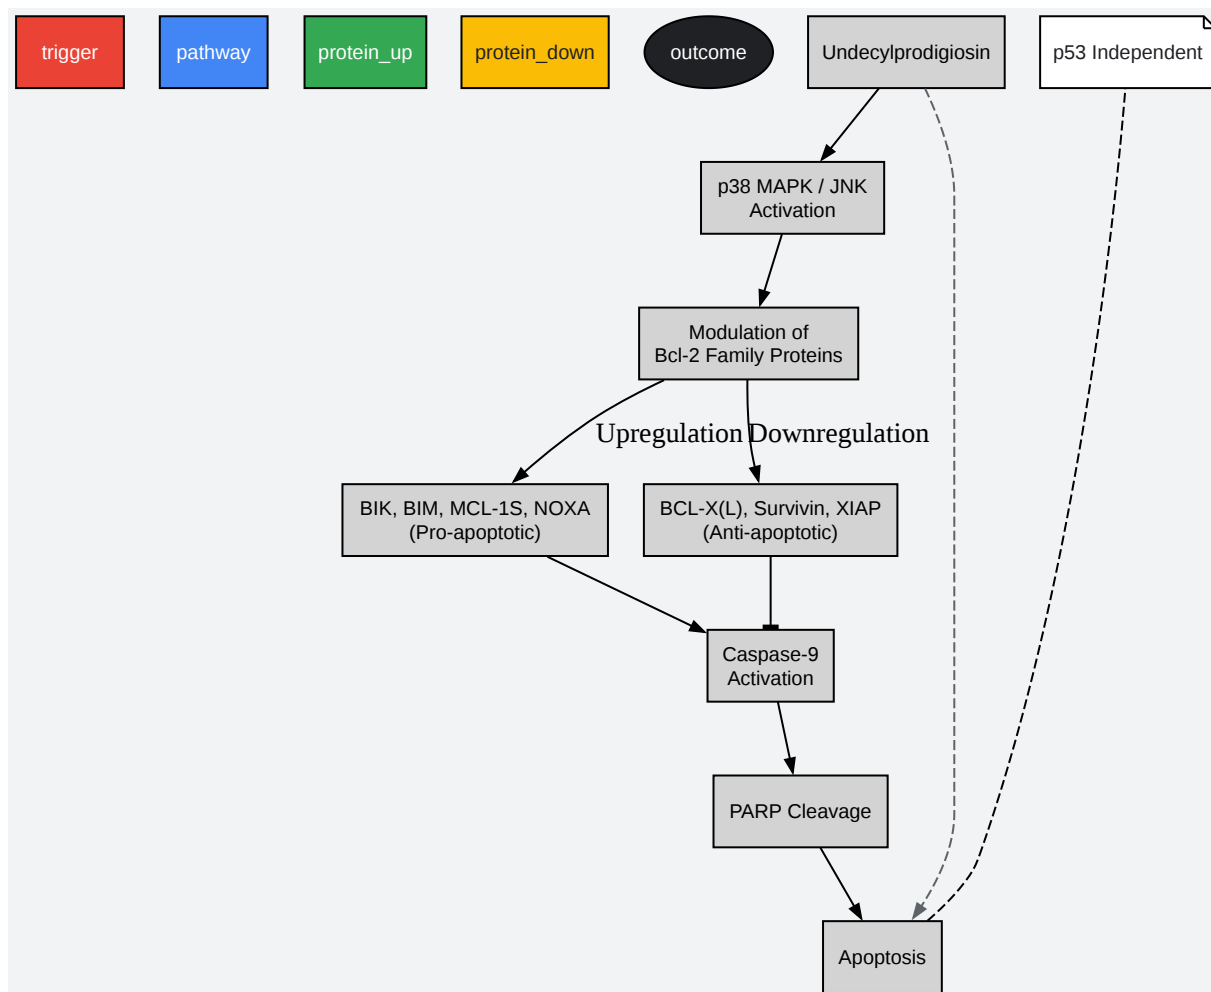 trigger
pathway
protein_up
protein_down
outcome
Undecylprodigiosin
p53 Independent
p38 MAPK / JNK
Activation
Modulation of
Bcl-2 Family Proteins
Upregulation
Downregulation
BIK, BIM, MCL-1S, NOXA
(Pro-apoptotic)
BCL-X(L), Survivin, XIAP
(Anti-apoptotic)
Caspase-9
Activation
PARP Cleavage
Apoptosis